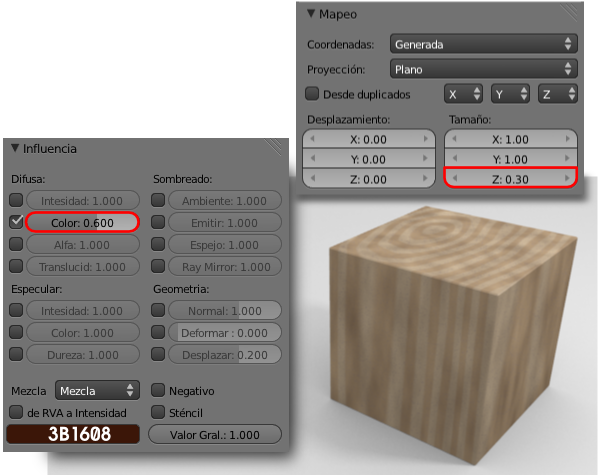 Mapeo
Coordenadas: Generada
Proyección: Plano
Desde duplicados X Y Z
Desplazamiento: Tamaño:
X: 0.00 X: 1.00
Y: 0.00 Y: 1.00
Z: 0.00 Z: 0.30
Influencia
Difusa: Sombreado:
Intesidad: 1.000 Ambiente: 1.000
Color: 0.600 Emitir: 1.000
Alfa: 1.000 Espejo: 1.000
Translucid: 1.000 Ray Mirror: 1.000
Especular: Geometria:
Intesidad: 1.000 Normal: 1.000
Color: 1.000 Deformar : 0.000
Dureza: 1.000 Desplazar: 0.200
Mezcla Mezcla Negativo
de RVA a Intensidad Sténcil
3B1608 Valor Gral.: 1.000